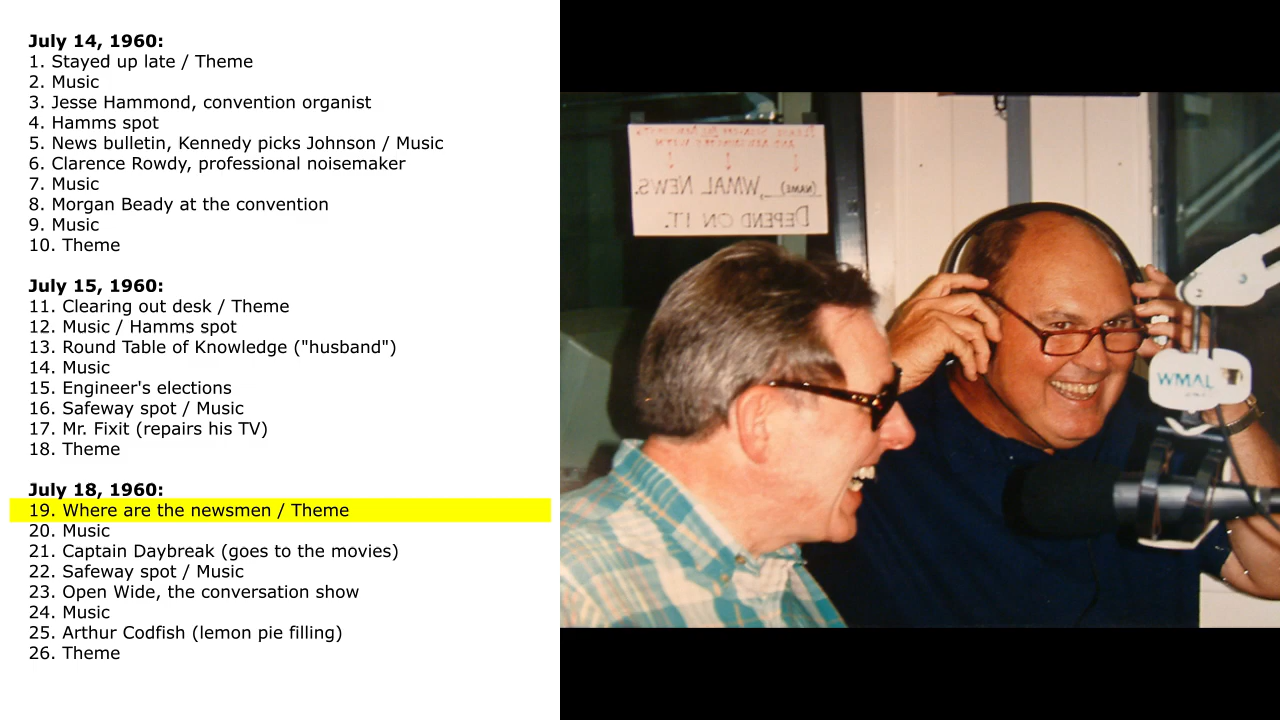 July 14, 1960:
1. Stayed up late / Theme
2. Music
3. Jesse Hammond, convention organist
4. Hamms spot
5. News bulletin, Kennedy picks Johnson / Music
6. Clarence Rowdy, professional noisemaker
7. Music
8. Morgan Beady at the convention
9. Music
10. Theme
July 15, 1960:
11. Clearing out desk / Theme
12. Music / Hamms spot
13. Round Table of Knowledge ("husband")
14. Music
15. Engineer's elections
16. Safeway spot / Music
17. Mr. Fixit (repairs his TV)
18. Theme
July 18, 1960:
19. Where are the newsmen / Theme
20. Music
21. Captain Daybreak (goes to the movies)
22. Safeway spot / Music
23. Open Wide, the conversation show
24. Music
25. Arthur Codfish (lemon pie filling)
26. Theme
(NAME), WMAL NEWS.
DEPEND ON IT.
WMAL